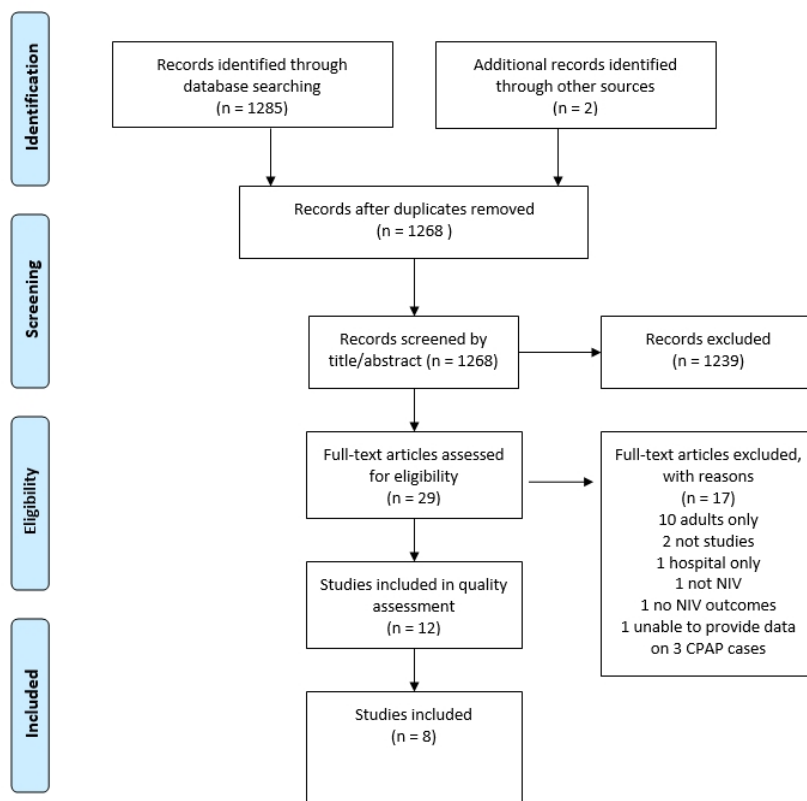 Identification
Records identified through
database searching
(n = 1285)
Additional records identified
through other sources
(n = 2)
Records after duplicates removed
(n = 1268 )
Screening
Records screened by
title/abstract (n = 1268)
Records excluded
(n = 1239)
Eligibility
Full-text articles assessed
for eligibility
(n = 29)
Full-text articles excluded,
with reasons
(n = 17)
10 adults only
2 not studies
1 hospital only
1 not NIV
1 no NIV outcomes
1 unable to provide data
on 3 CPAP cases
Studies included in quality
assessment
(n = 12)
Included
Studies included
(n = 8)